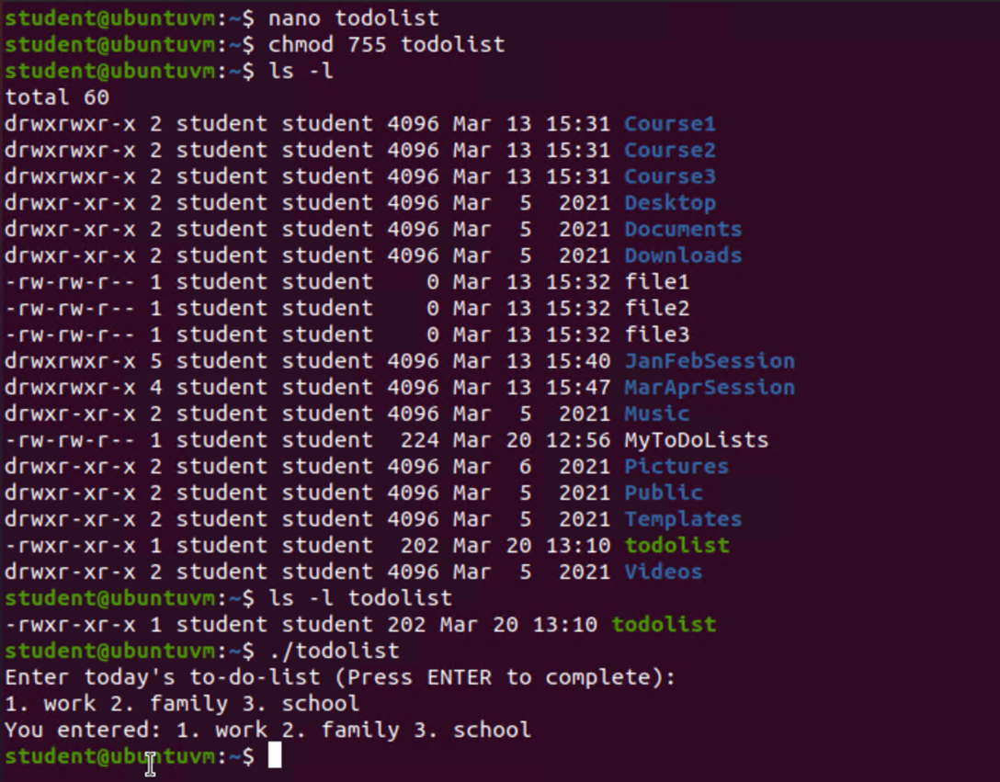 student@ubuntuvm:~$ nano todolist
student@ubuntuvm:~$ chmod 755 todolist
student@ubuntuvm:~$ ls -l
total 60
drwxrwxr-x 2 student student 4096 Mar 13 15:31 Course1
drwxrwxr-x 2 student student 4096 Mar 13 15:31 Course2
drwxrwxr-x 2 student student 4096 Mar 13 15:31 Course3
drwxr-xr-x 2 student student 4096 Mar  5  2021 Desktop
drwxr-xr-x 2 student student 4096 Mar  5  2021 Documents
drwxr-xr-x 2 student student 4096 Mar  5  2021 Downloads
-rw-rw-r-- 1 student student    0 Mar 13 15:32 file1
-rw-rw-r-- 1 student student    0 Mar 13 15:32 file2
-rw-rw-r-- 1 student student    0 Mar 13 15:32 file3
drwxrwxr-x 5 student student 4096 Mar 13 15:40 JanFebSession
drwxrwxr-x 4 student student 4096 Mar 13 15:47 MarAprSession
drwxr-xr-x 2 student student 4096 Mar  5  2021 Music
-rw-rw-r-- 1 student student  224 Mar 20 12:56 MyToDoLists
drwxr-xr-x 2 student student 4096 Mar  6  2021 Pictures
drwxr-xr-x 2 student student 4096 Mar  5  2021 Public
drwxr-xr-x 2 student student 4096 Mar  5  2021 Templates
-rwxr-xr-x 1 student student  202 Mar 20 13:10 todolist
drwxr-xr-x 2 student student 4096 Mar  5  2021 Videos
student@ubuntuvm:~$ ls -l todolist
-rwxr-xr-x 1 student student 202 Mar 20 13:10 todolist
student@ubuntuvm:~$ ./todolist
Enter today's to-do-list (Press ENTER to complete):
1. work 2. family 3. school
You entered: 1. work 2. family 3. school
student@ubuntuvm:~$